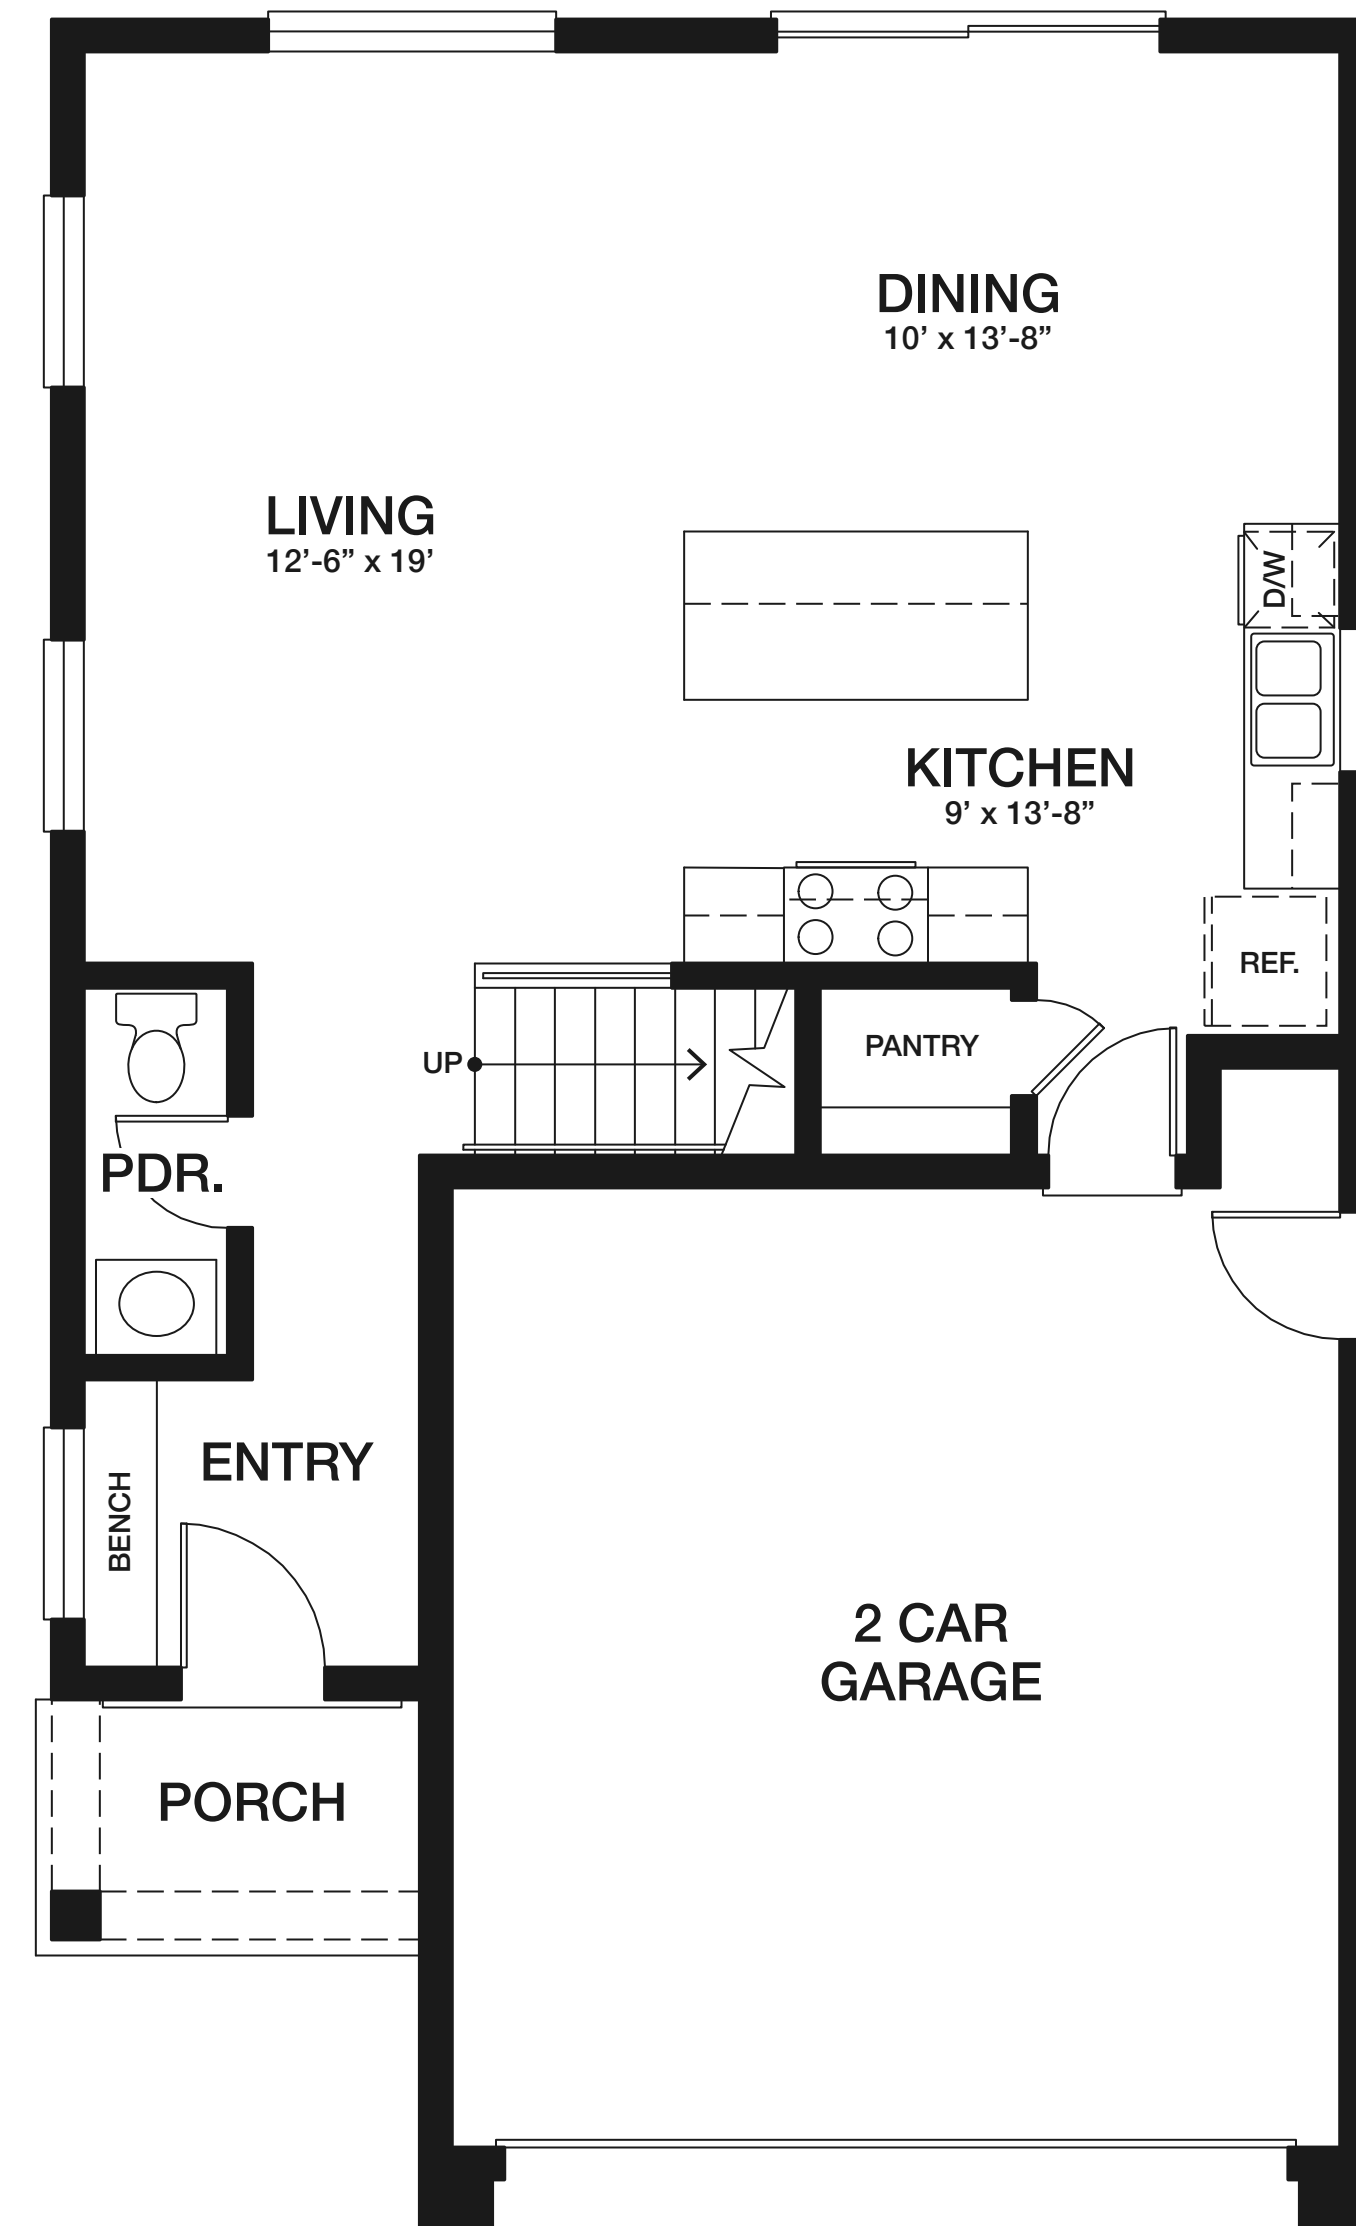 DINING
10’ x 13’-8”
LIVING
12’-6” x 19’
D/W
KITCHEN
9’ x 13’-8”
REF.
PANTRY
UP
PDR.
ENTRY
BENCH
2 CAR
GARAGE
PORCH